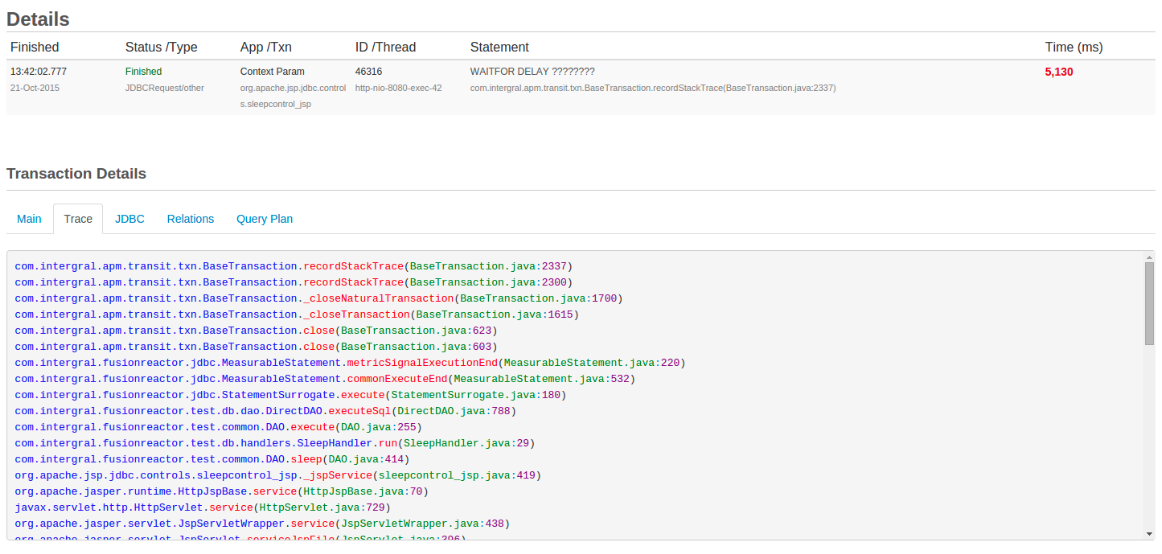 Details
Finished Status /Type App /Txn ID /Thread Statement Time (ms)
13:42:02.777 Finished Context Param 46316 WAITFOR DELAY ???????? 5,130
21-Oct-2015 JDBCRequest/other org.apache.jsp.jdbc.control http-nio-8080-exec-42 com.intergral.apm.transit.txn.BaseTransaction.recordStackTrace(BaseTransaction.java:2337)
s.sleepcontrol_jsp
Transaction Details
Main Trace JDBC Relations Query Plan
com.intergral.apm.transit.txn.BaseTransaction.recordStackTrace(BaseTransaction.java:2337)
com.intergral.apm.transit.txn.BaseTransaction.recordStackTrace(BaseTransaction.java:2300)
com.intergral.apm.transit.txn.BaseTransaction._closeNaturalTransaction(BaseTransaction.java:1700)
com.intergral.apm.transit.txn.BaseTransaction._closeTransaction(BaseTransaction.java:1615)
com.intergral.apm.transit.txn.BaseTransaction.close(BaseTransaction.java:623)
com.intergral.apm.transit.txn.BaseTransaction.close(BaseTransaction.java:603)
com.intergral.fusionreactor.jdbc.MeasurableStatement.metricSignalExecutionEnd(MeasurableStatement.java:220)
com.intergral.fusionreactor.jdbc.MeasurableStatement.commonExecuteEnd(MeasurableStatement.java:532)
com.intergral.fusionreactor.jdbc.StatementSurrogate.execute(StatementSurrogate.java:180)
com.intergral.fusionreactor.test.db.dao.DirectDAO.executeSql(DirectDAO.java:788)
com.intergral.fusionreactor.test.common.DAO.execute(DAO.java:255)
com.intergral.fusionreactor.test.db.handlers.SleepHandler.run(SleepHandler.java:29)
com.intergral.fusionreactor.test.common.DAO.sleep(DAO.java:414)
org.apache.jsp.jdbc.controls.sleepcontrol_jsp._jspService(sleepcontrol_jsp.java:419)
org.apache.jasper.runtime.HttpJspBase.service(HttpJspBase.java:70)
javax.servlet.http.HttpServlet.service(HttpServlet.java:729)
org.apache.jasper.servlet.JspServletWrapper.service(JspServletWrapper.java:438)
org.apache.jasper.servlet.JspServlet.serviceJspFile(JspServlet.java:396)